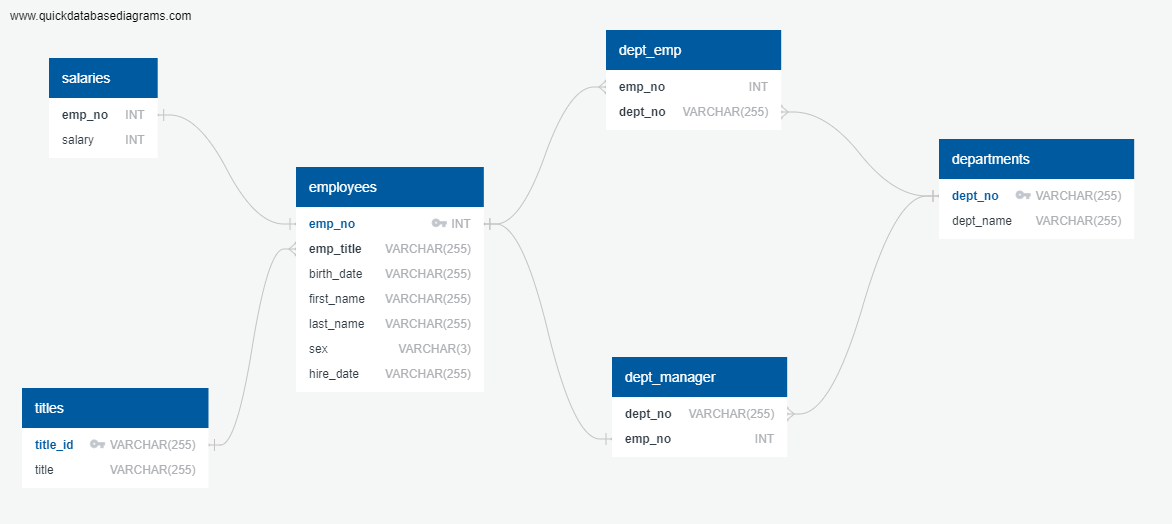 www.quickdatabasediagrams.com
salaries
emp_no INT
salary INT
employees
emp_no INT
emp_title VARCHAR(255)
birth_date VARCHAR(255)
first_name VARCHAR(255)
last_name VARCHAR(255)
sex VARCHAR(3)
hire_date VARCHAR(255)
titles
title_id VARCHAR(255)
title VARCHAR(255)
dept_emp
emp_no INT
dept_no VARCHAR(255)
dept_manager
dept_no VARCHAR(255)
emp_no INT
departments
dept_no VARCHAR(255)
dept_name VARCHAR(255)